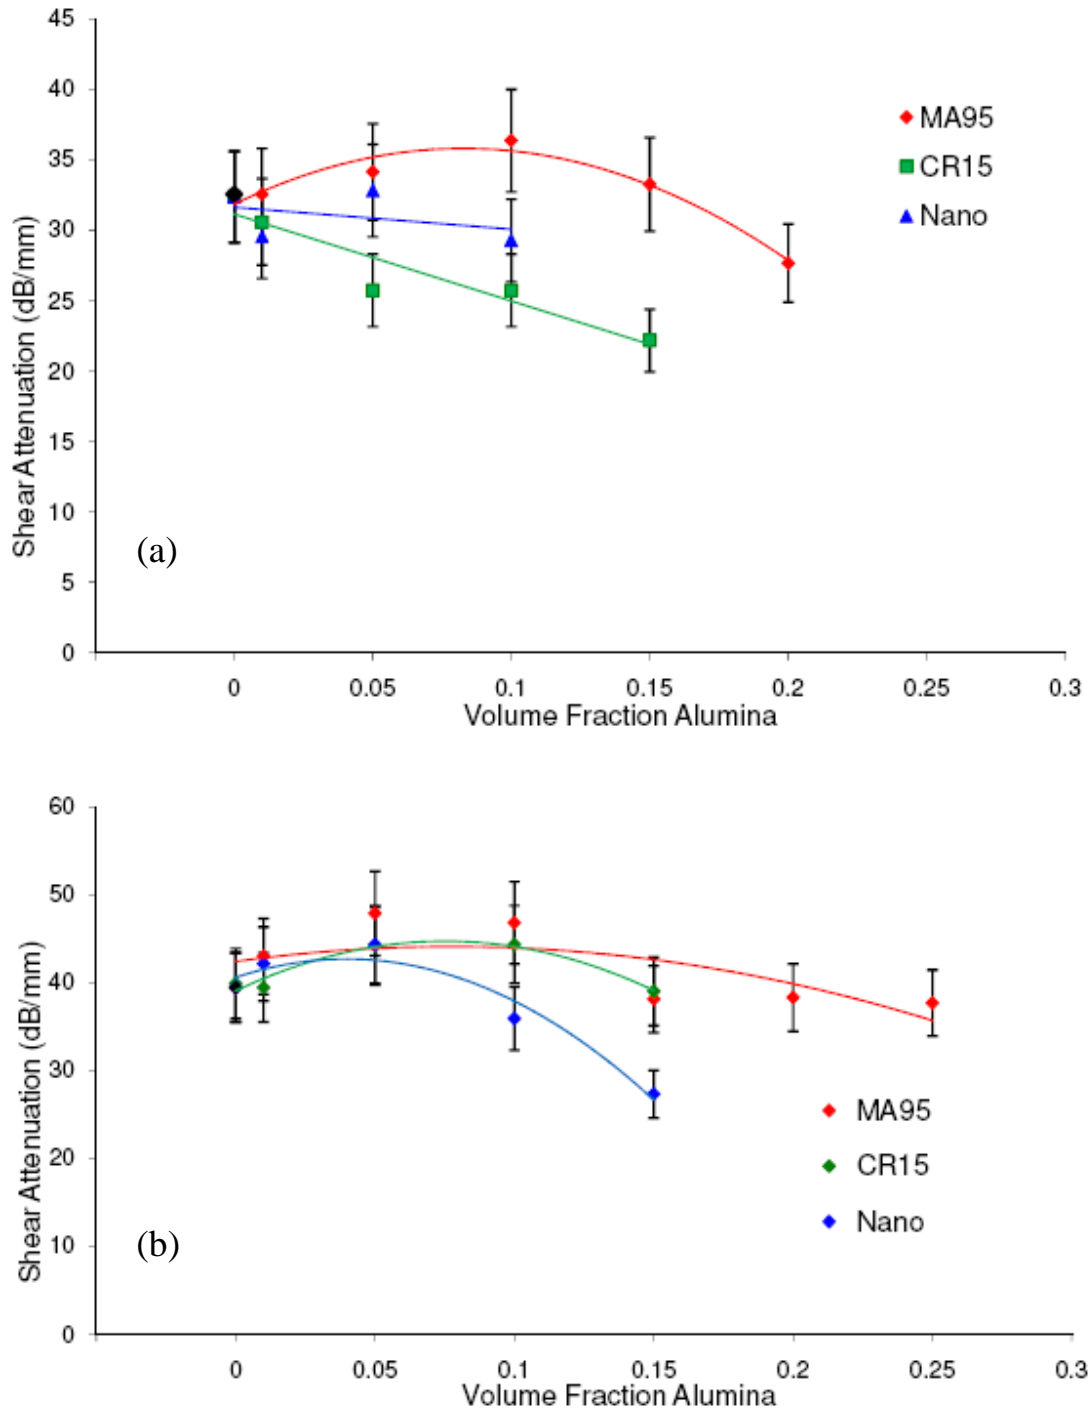 45
40
35
30
25
20
15
10
5
0
Shear Attenuation (dB/mm)
MA95
CR15
Nano
(a)
0 0.05 0.1 0.15 0.2 0.25 0.3
Volume Fraction Alumina
60
50
40
30
20
10
0
Shear Attenuation (dB/mm)
MA95
CR15
Nano
(b)
0 0.05 0.1 0.15 0.2 0.25 0.3
Volume Fraction Alumina